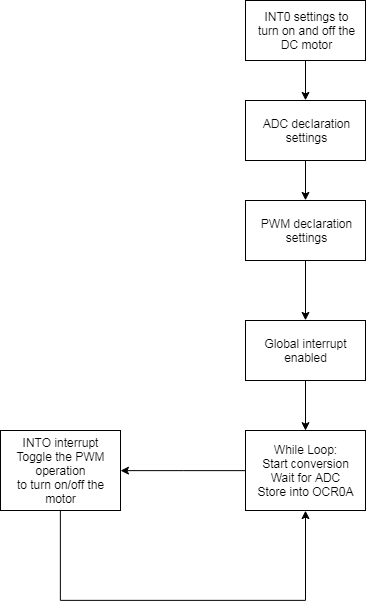 INT0 settings to
turn on and off the
DC motor
ADC declaration
settings
PWM declaration
settings
Global interrupt
enabled
INTO interrupt
Toggle the PWM
operation
to turn on/off the
motor
While Loop:
Start conversion
Wait for ADC
Store into OCR0A